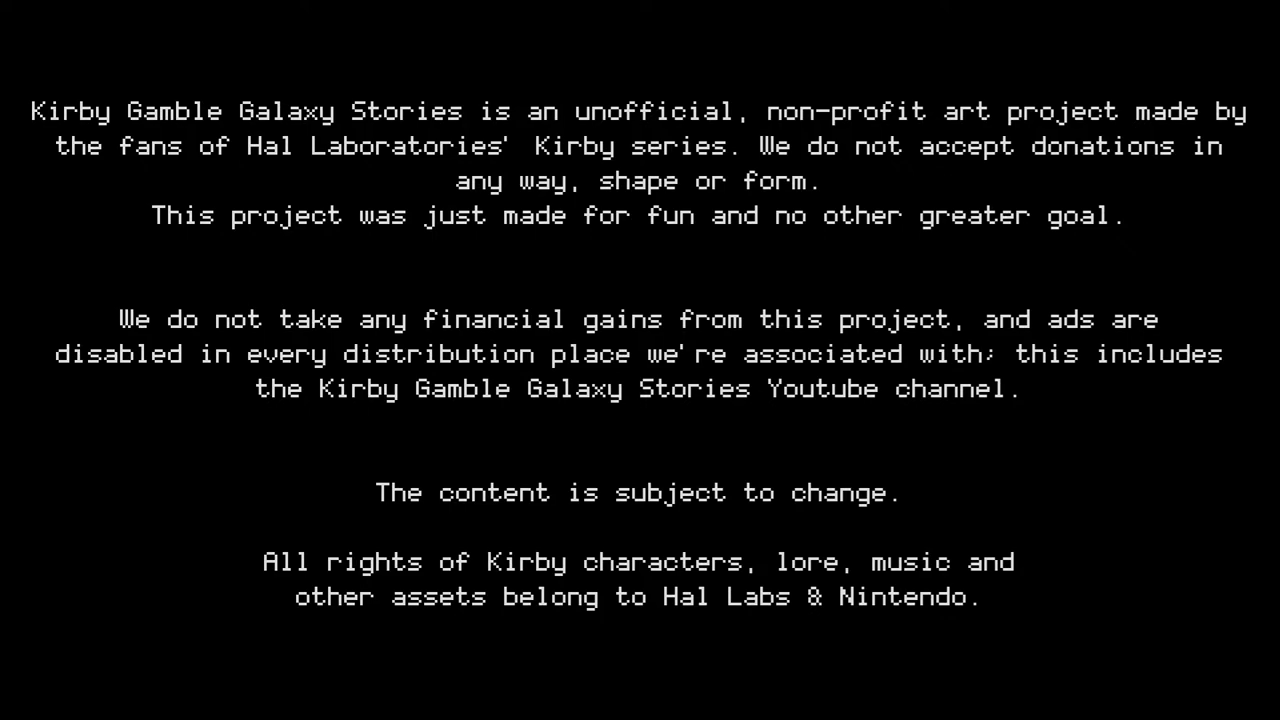 Kirby Gamble Galaxy Stories is an unofficial, non-profit art project made by
the fans of Hal Laboratories' Kirby series. We do not accept donations in
any way, shape or form.
This project was just made for fun and no other greater goal.
We do not take any financial gains from this project, and ads are
disabled in every distribution place we're associated with; this includes
the Kirby Gamble Galaxy Stories Youtube channel.
The content is subject to change.
All rights of Kirby characters, lore, music and
other assets belong to Hal Labs & Nintendo.